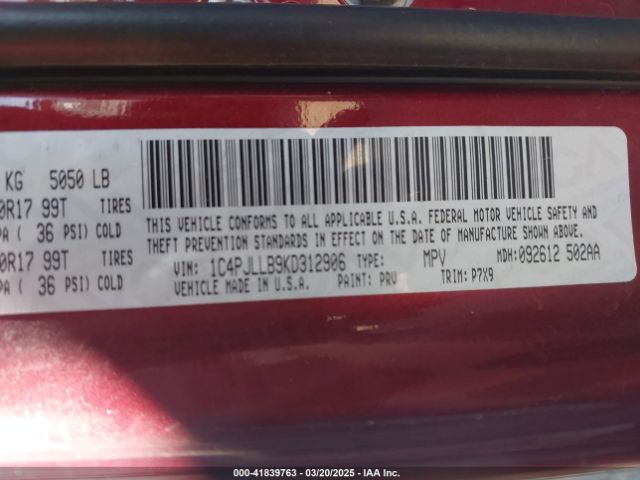 KG 5050 LB
0R17 99T TIRES
PA ( 36 PSI) COLD
0R17 99T TIRES
PA ( 36 PSI) COLD
THIS VEHICLE CONFORMS TO ALL APPLICABLE U.S.A. FEDERAL MOTOR VEHICLE SAFETY AND
THEFT PREVENTION STANDARDS IN EFFECT ON THE DATE OF MANUFACTURE SHOWN ABOVE.
VIN: 1C4PJLLB9KD312906 TYPE: MPV MDH:092612 502AA
VEHICLE MADE IN U.S.A. PAINT: PRV TRIM: P7X9
000-41839763 — 03/20/2025 — IAA Inc.